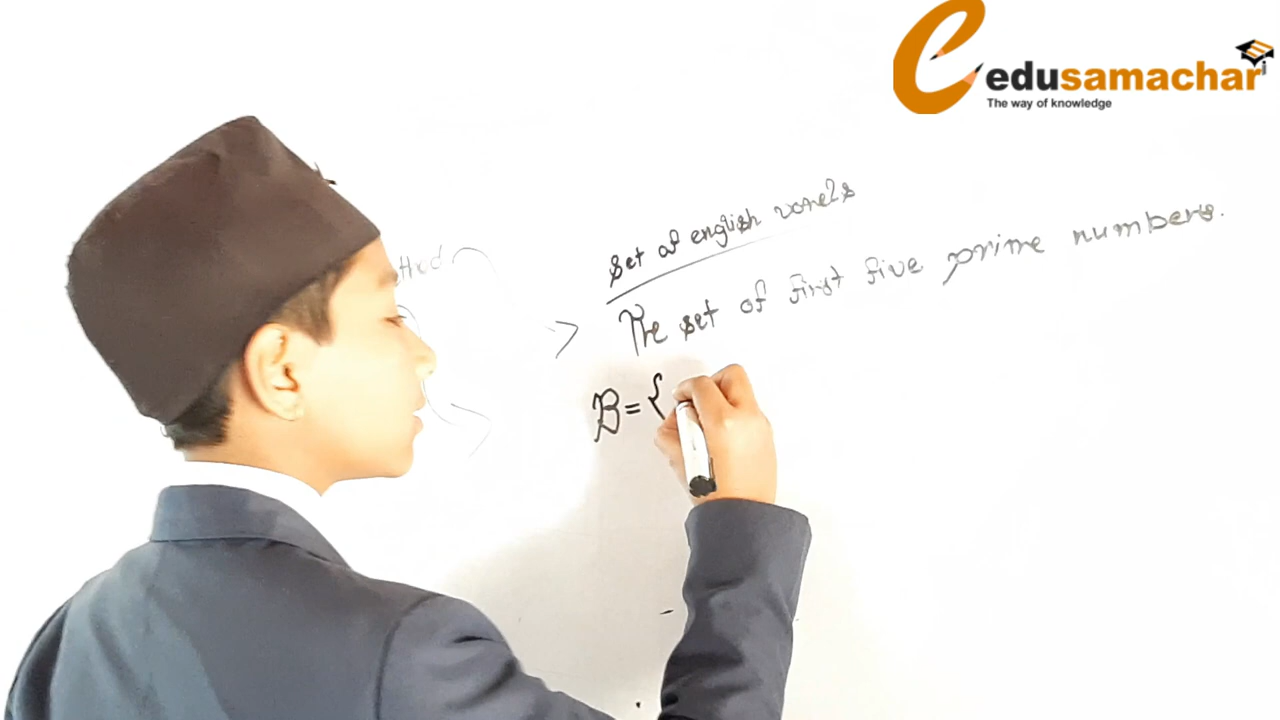 edusamachar
The way of knowledge
set of english vowels
The set of first five prime numbers.
B={